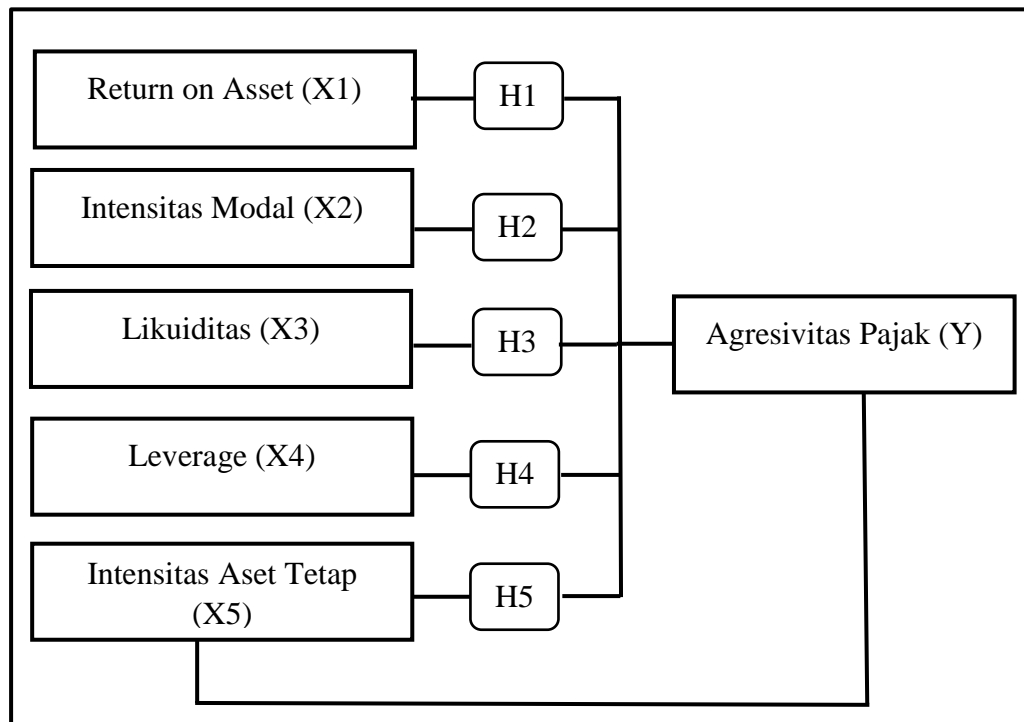 Return on Asset (X1)
H1
Intensitas Modal (X2)
H2
Likuiditas (X3)
H3
Agresivitas Pajak (Y)
Leverage (X4)
H4
Intensitas Aset Tetap
(X5)
H5